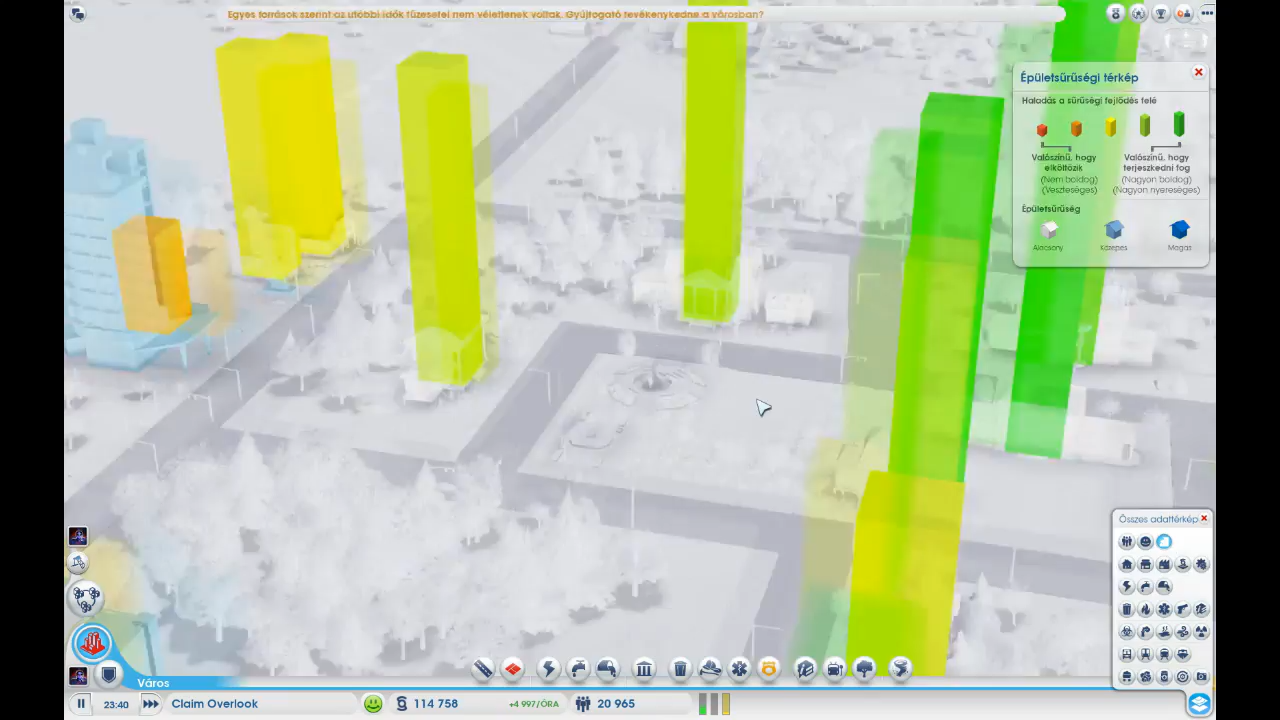 Egyes források szerint az utóbbi idők tűzesetei nem véletlenek voltak. Gyújtogató tevékenykedne a városban?
Épületsűrűségi térkép
Haladás a sűrűségi fejlődés felé
Valószínű, hogy elköltözik
(Nem boldog)
(Veszteséges)
Valószínű, hogy terjeszkedni fog
(Nagyon boldog)
(Nagyon nyereséges)
Épületsűrűség
Alacsony
Közepes
Magas
Összes adattérkép
Város
23:40
Claim Overlook
114 758
+4 997/ÓRA
20 965